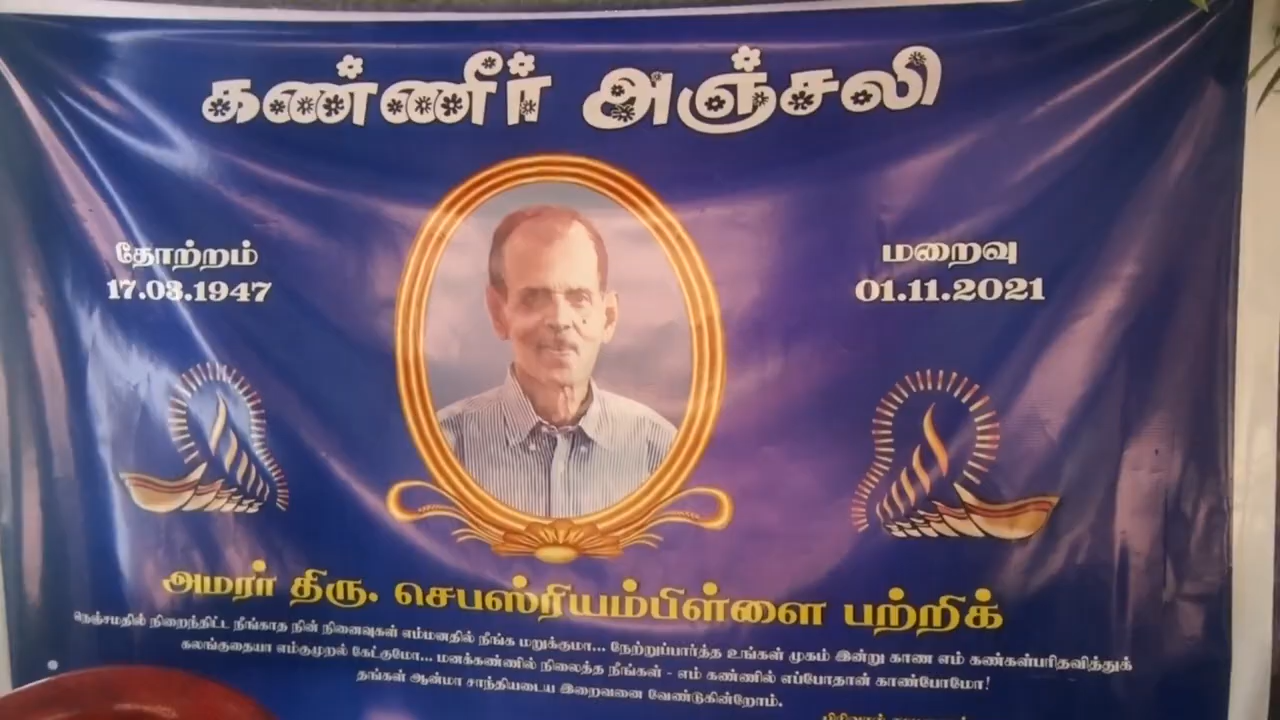 கண்ணீர் அஞ்சலி
தோற்றம்
17.03.1947
மறைவு
01.11.2021
அமரர் திரு. செபஸ்ரியம்பிள்ளை பற்றிக்
நெஞ்சமதில் நிறைந்திட்ட நீங்காத நின் நினைவுகள் எம்மனதில் நீங்க மறுக்குமா... நேற்றுப்பார்த்த உங்கள் முகம் இன்று காண எம் கண்கள்பரிதவித்துக்
கலங்குதையா எம்குமுறல் கேட்குமோ... மனக்கண்ணில் நிலைத்த நீங்கள் - எம் கண்ணில் எப்போதான் காண்போமோ!
தங்கள் ஆன்மா சாந்தியடைய இறைவனை வேண்டுகின்றோம்.